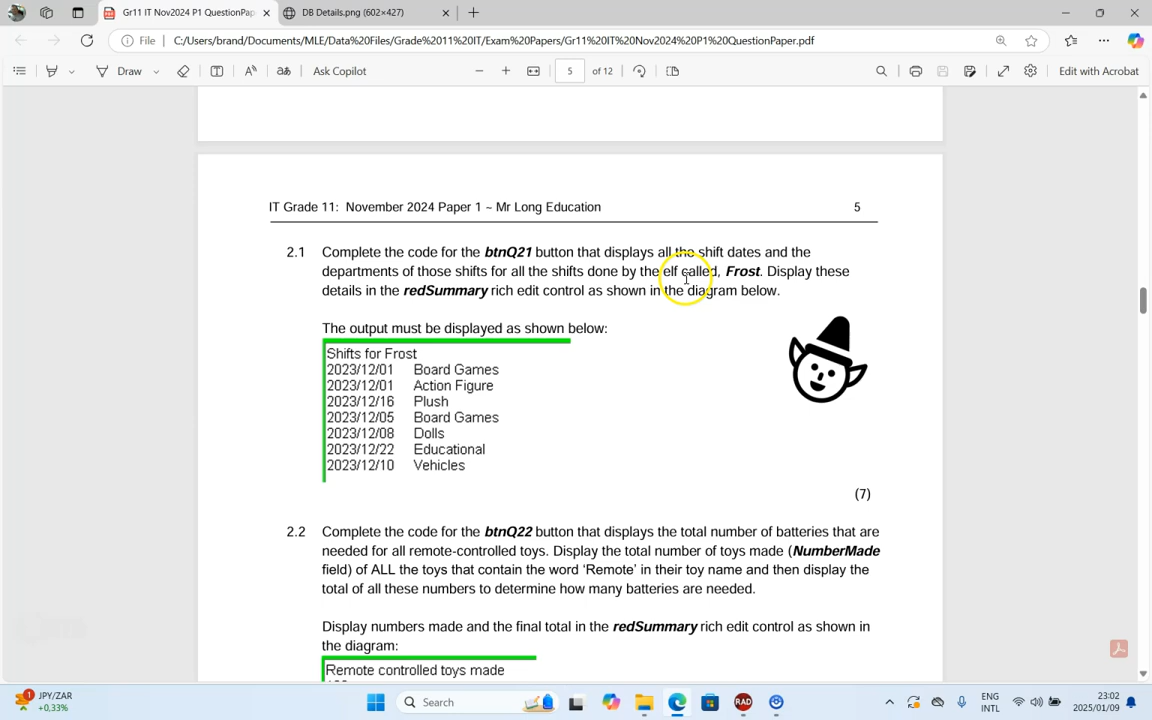 Gr11 IT Nov2024 P1 QuestionPap
DB Details.png (602×427)
File C:/Users/brand/Documents/MLE/Data%20Files/Grade%2011%20IT/Exam%20Papers/Gr11%20IT%20Nov2024%20P1%20QuestionPaper.pdf
Draw
Ask Copilot
5 of 12
Edit with Acrobat
IT Grade 11: November 2024 Paper 1 ~ Mr Long Education 5
2.1 Complete the code for the btnQ21 button that displays all the shift dates and the
departments of those shifts for all the shifts done by the elf called, Frost. Display these
details in the redSummary rich edit control as shown in the diagram below.
The output must be displayed as shown below:
Shifts for Frost
2023/12/01 Board Games
2023/12/01 Action Figure
2023/12/16 Plush
2023/12/05 Board Games
2023/12/08 Dolls
2023/12/22 Educational
2023/12/10 Vehicles
(7)
2.2 Complete the code for the btnQ22 button that displays the total number of batteries that are
needed for all remote-controlled toys. Display the total number of toys made (NumberMade
field) of ALL the toys that contain the word ‘Remote’ in their toy name and then display the
total of all these numbers to determine how many batteries are needed.
Display numbers made and the final total in the redSummary rich edit control as shown in
the diagram:
Remote controlled toys made
JPY/ZAR
+0,33%
Search
RAD
ENG
INTL
23:02
2025/01/09